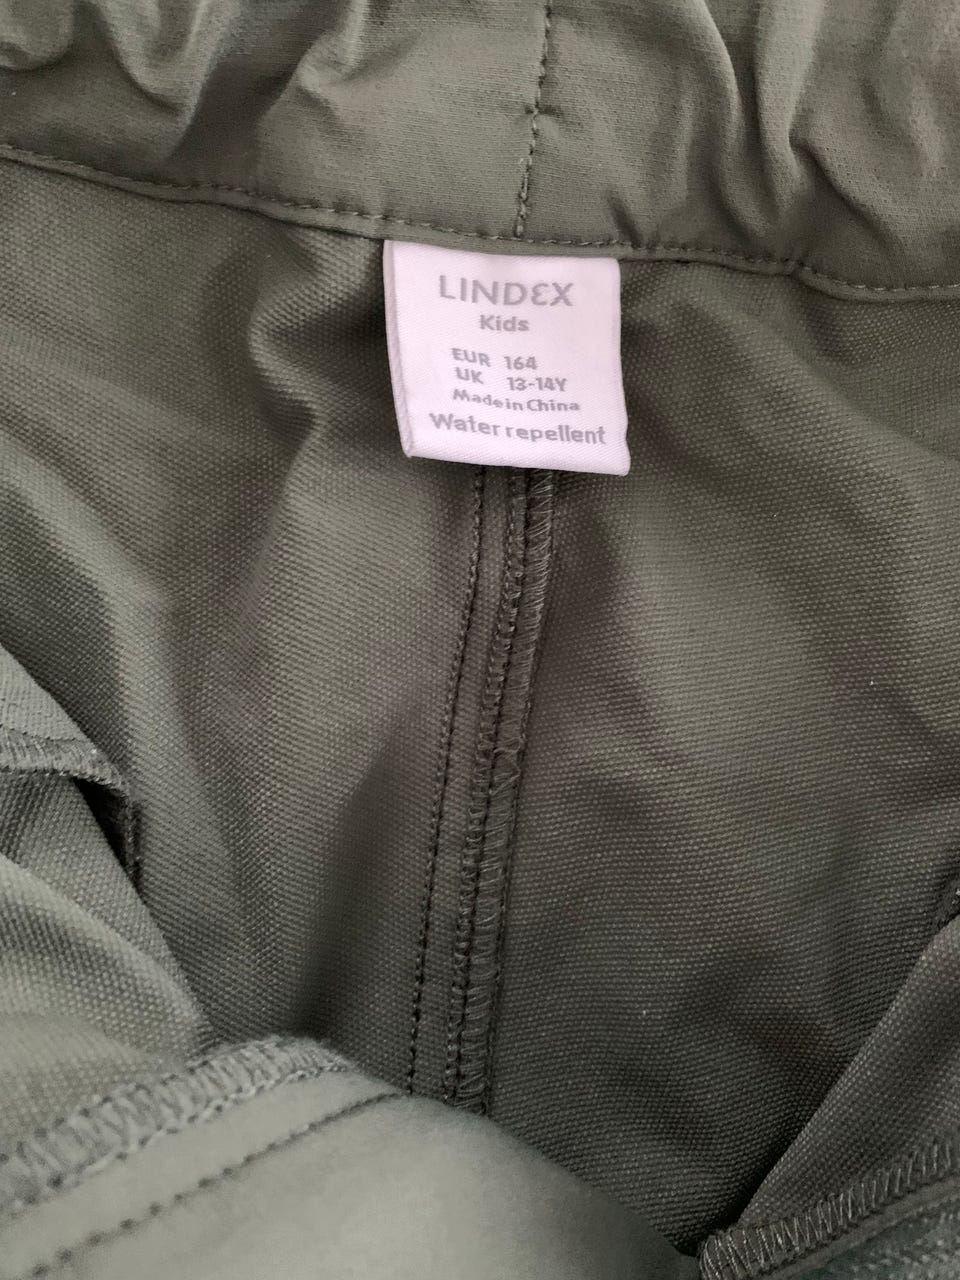 LINDEX
Kids
EUR 164
UK 13-14Y
Made in China
Water repellent